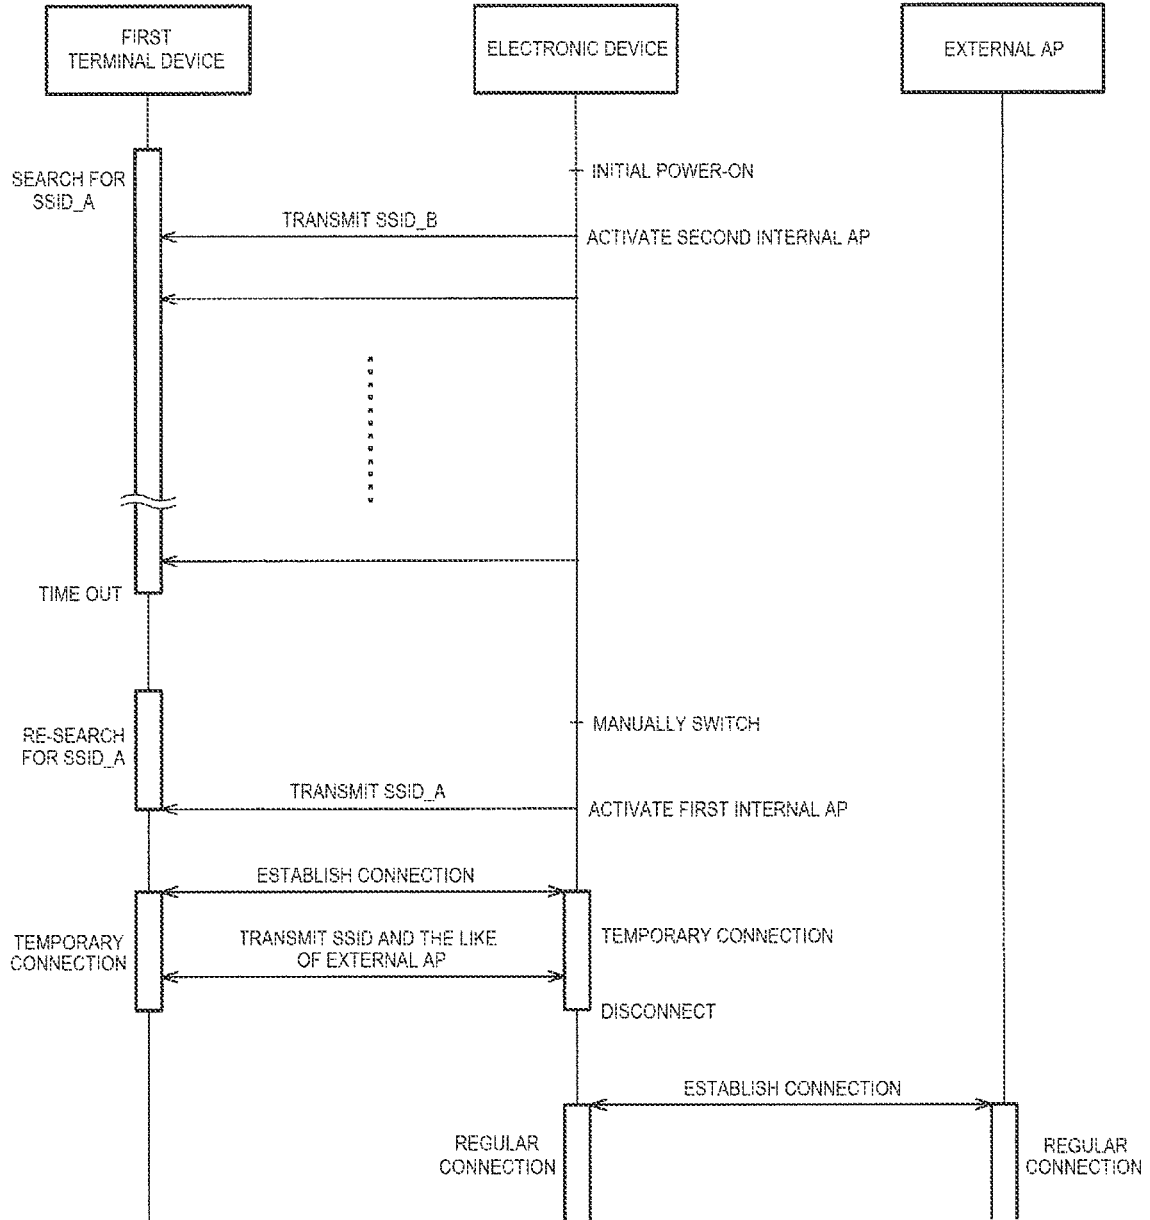 FIRST
TERMINAL DEVICE
ELECTRONIC DEVICE
EXTERNAL AP
INITIAL POWER-ON
SEARCH FOR
SSID_A
TRANSMIT SSID_B
ACTIVATE SECOND INTERNAL AP
TIME OUT
MANUALLY SWITCH
RE-SEARCH
FOR SSID_A
TRANSMIT SSID_A
ACTIVATE FIRST INTERNAL AP
ESTABLISH CONNECTION
TEMPORARY
CONNECTION
TRANSMIT SSID AND THE LIKE
OF EXTERNAL AP
TEMPORARY CONNECTION
DISCONNECT
ESTABLISH CONNECTION
REGULAR
CONNECTION
REGULAR
CONNECTION